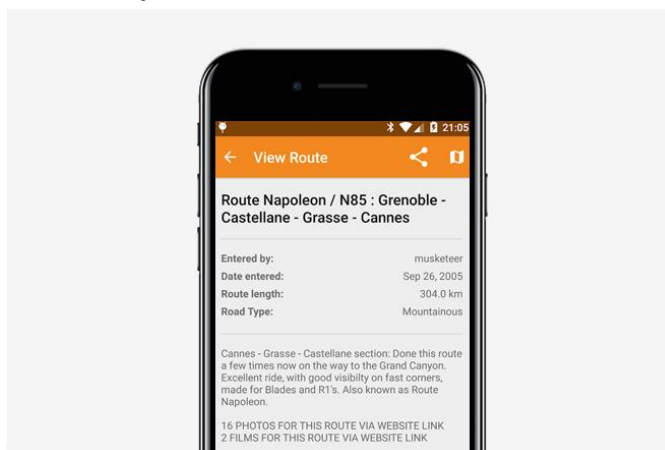 21:05
View Route
Route Napoleon / N85 : Grenoble -
Castellane - Grasse - Cannes
Entered by: musketeer
Date entered: Sep 26, 2005
Route length: 304.0 km
Road Type: Mountainous
Cannes - Grasse - Castellane section: Done this route
a few times now on the way to the Grand Canyon.
Excellent ride, with good visibilty on fast corners,
made for Blades and R1's. Also known as Route
Napoleon.
16 PHOTOS FOR THIS ROUTE VIA WEBSITE LINK
2 FILMS FOR THIS ROUTE VIA WEBSITE LINK